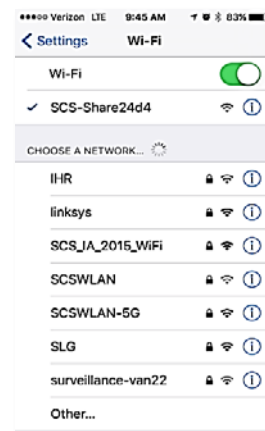 Verizon LTE 9:45 AM 83%
Settings Wi-Fi
Wi-Fi
SCS-Share24d4
CHOOSE A NETWORK...
IHR
linksys
SCS_IA_2015_WiFi
SCSWLAN
SCSWLAN-5G
SLG
surveillance-van22
Other...